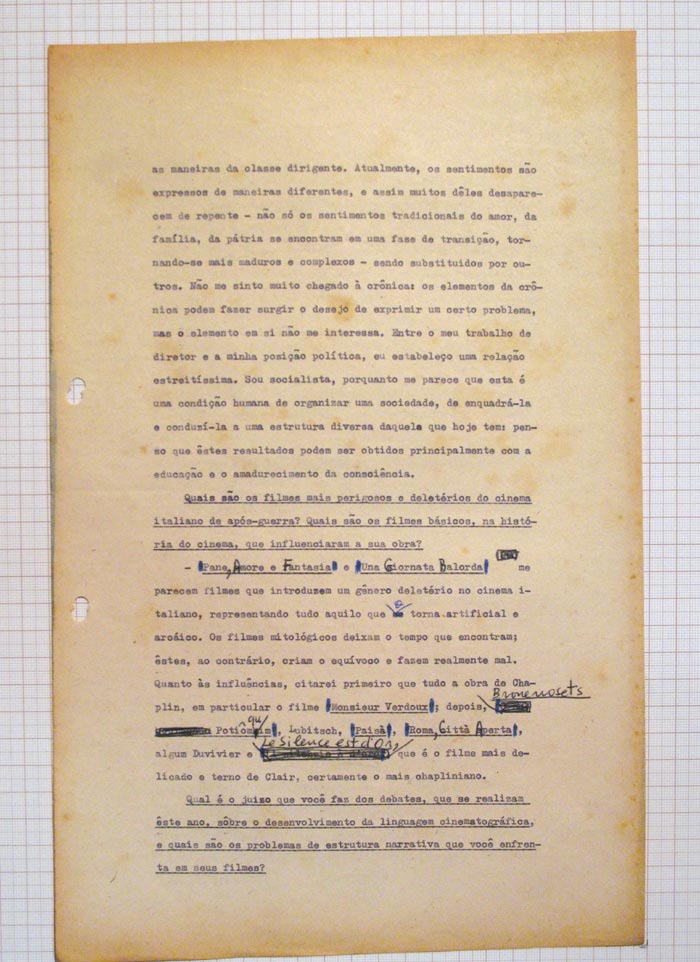 as maneiras da classe dirigente. Atualmente, os sentimentos são
expressos de maneiras diferentes, e assim muitos dêles desapare-
cem de repente - não só os sentimentos tradicionais do amor, da
família, da pátria se encontram em uma fase de transição, tor-
nando-se mais maduros e complexos - sendo substituidos por ou-
tros. Não me sinto muito chegado à crônica: os elementos da crô-
nica podem fazer surgir o desejo de exprimir um certo problema,
mas o elemento em si não me interessa. Entre o meu trabalho de
diretor e a minha posição política, eu estabeleço uma relação
estreitíssima. Sou socialista, porquanto me parece que esta é
uma condição humana de organizar uma sociedade, de enquadrá-la
e conduzí-la a uma estrutura diversa daquela que hoje tem: pen-
so que êstes resultados podem ser obtidos principalmente com a
educação e o amadurecimento da consciência.
Quais são os filmes mais perigosos e deletérios do cinema
italiano de após-guerra? Quais são os filmes básicos, na histó-
ria do cinema, que influenciaram a sua obra?
- Pane, Amore e Fantasia e Una Giornata Balorda me
parecem filmes que introduzem um gênero deletério no cinema i-
taliano, representando tudo aquilo que se torna artificial e
aroáico. Os filmes mitológicos deixam o tempo que encontram;
êstes, ao contrário, criam o equívoco e fazem realmente mal.
Quanto às influências, citarei primeiro que tudo a obra de Cha-
plin, em particular o filme Monsieur Verdoux; depois, Bronenosets
Potiômquim, Lubitsch, Paisà, Roma, Città Aperta,
algum Duvivier e Le Silence est d'Or, que é o filme mais de-
licado e terno de Clair, certamente o mais chapliniano.
Qual é o juizo que você faz dos debates, que se realizam
êste ano, sôbre o desenvolvimento da linguagem cinematográfica,
e quais são os problemas de estrutura narrativa que você enfren-
ta em seus filmes?